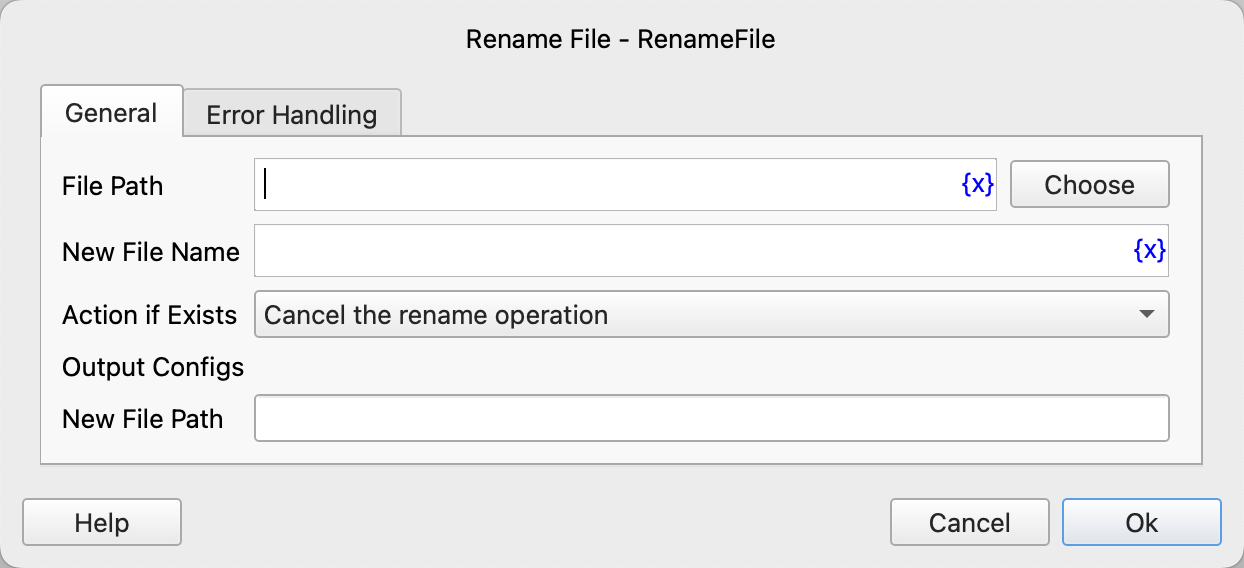 Rename File - RenameFile
General
Error Handling
File Path
{x}
Choose
New File Name
{x}
Action if Exists
Cancel the rename operation
Output Configs
New File Path
Help
Cancel
Ok